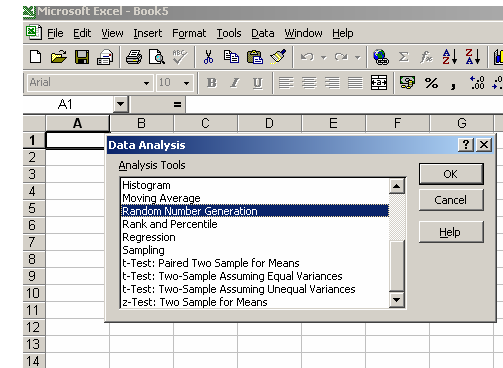 Microsoft Excel - Book5
File Edit View Insert Format Tools Data Window Help
Arial 10 B I U % ,
A1 =
A B C D E F G
1
2
3
4
5
6
7
8
9
10
11
12
13
14
Data Analysis
Analysis Tools
Histogram
Moving Average
Random Number Generation
Rank and Percentile
Regression
Sampling
t-Test: Paired Two Sample for Means
t-Test: Two-Sample Assuming Equal Variances
t-Test: Two-Sample Assuming Unequal Variances
z-Test: Two Sample for Means
OK
Cancel
Help